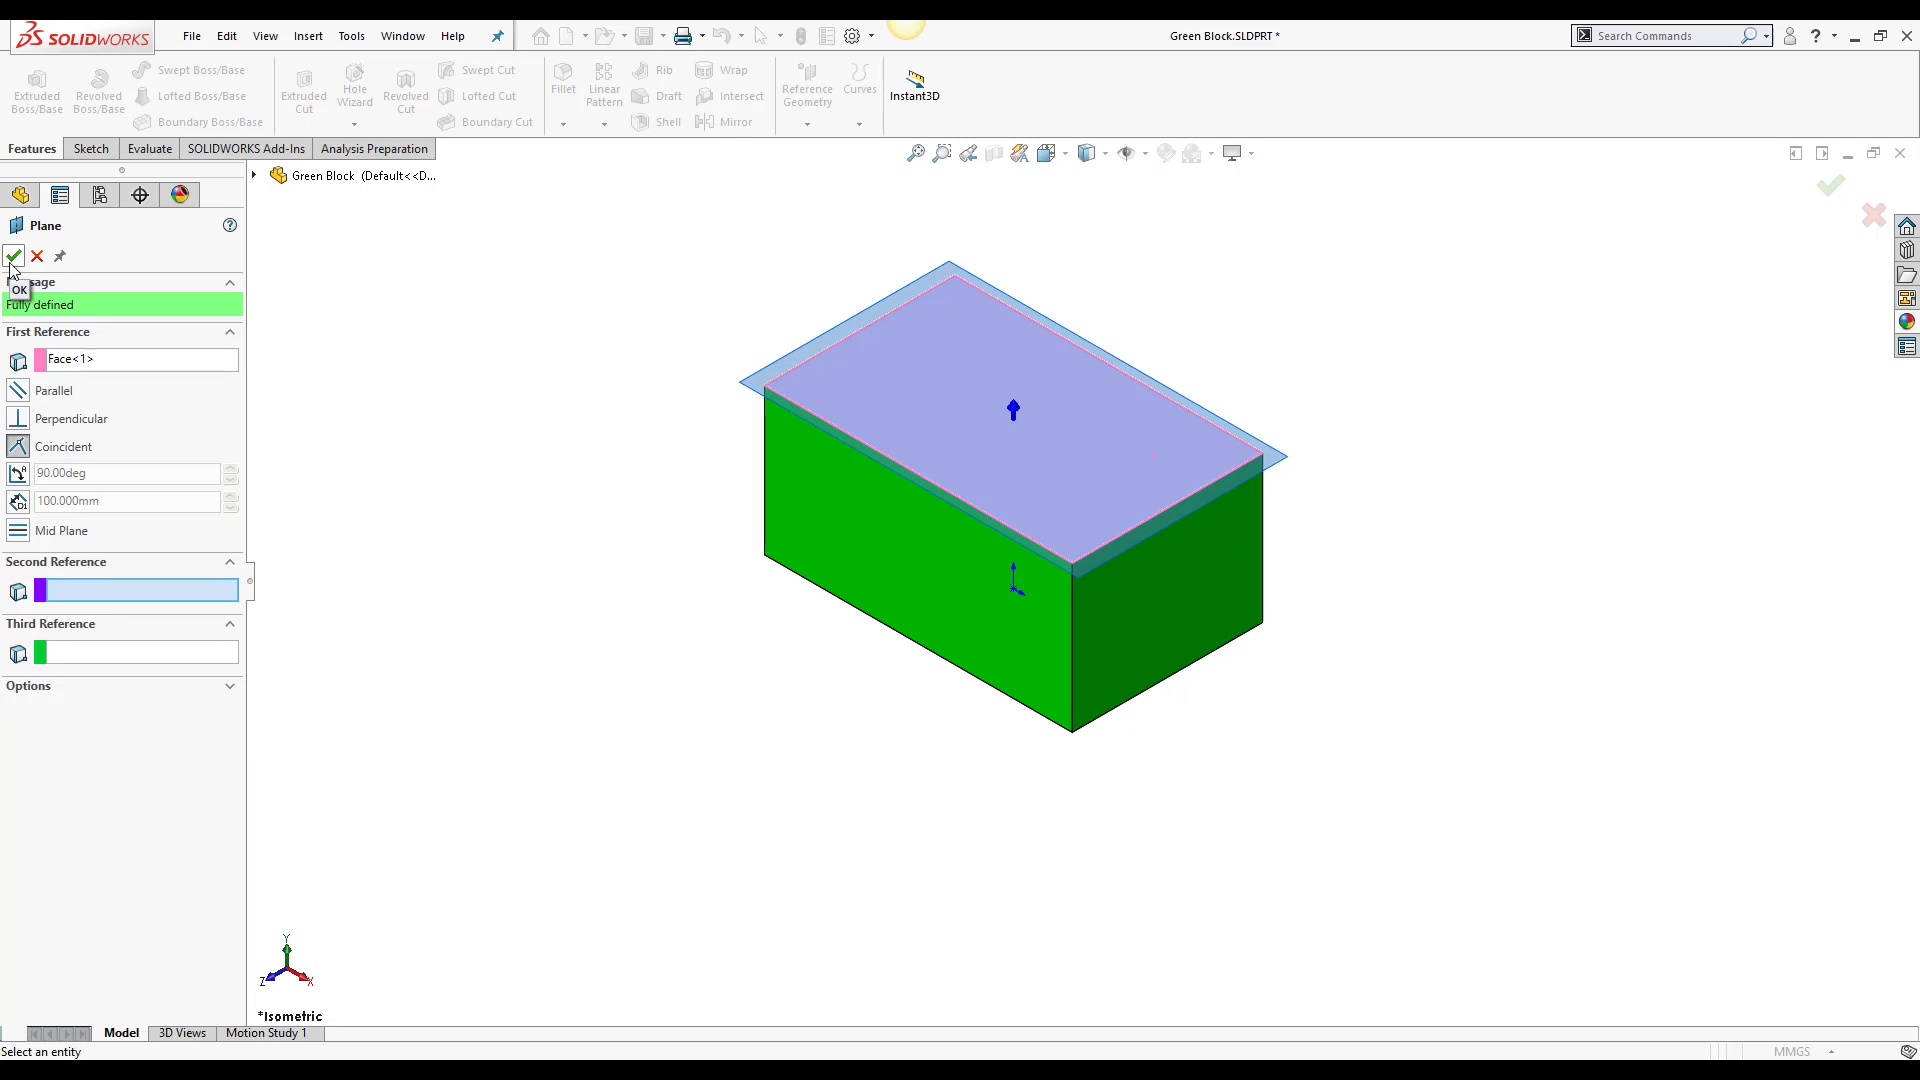 SOLIDWORKS
File Edit View Insert Tools Window Help
Green Block.SLDPRT *
Search Commands
?
Extruded Boss/Base
Revolved Boss/Base
Swept Boss/Base
Lofted Boss/Base
Boundary Boss/Base
Extruded Cut
Hole Wizard
Revolved Cut
Swept Cut
Lofted Cut
Boundary Cut
Fillet
Linear Pattern
Rib
Draft
Shell
Wrap
Intersect
Mirror
Reference Geometry
Curves
Instant3D
Features Sketch Evaluate SOLIDWORKS Add-Ins Analysis Preparation
Green Block (Default<<D...
Plane
?
OK
Fully defined
First Reference
Face<1>
Parallel
Perpendicular
Coincident
90.00deg
100.000mm
Mid Plane
Second Reference
Third Reference
Options
Y
Z X
*Isometric
Model 3D Views Motion Study 1
Select an entity
MMGS